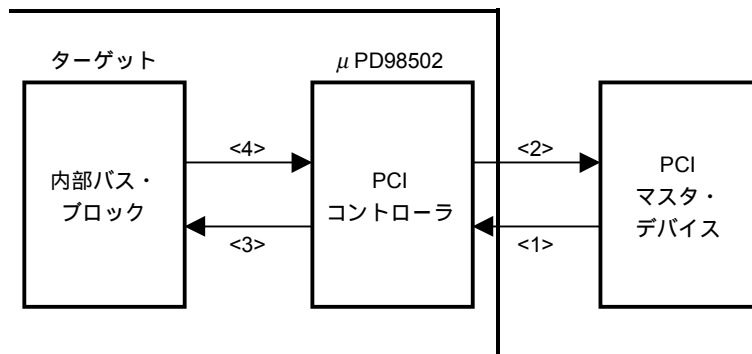 ターゲット
μPD98502
内部バス・
ブロック
<4>
<3>
PCI
コントローラ
<2>
<1>
PCI
マスタ・
デバイス